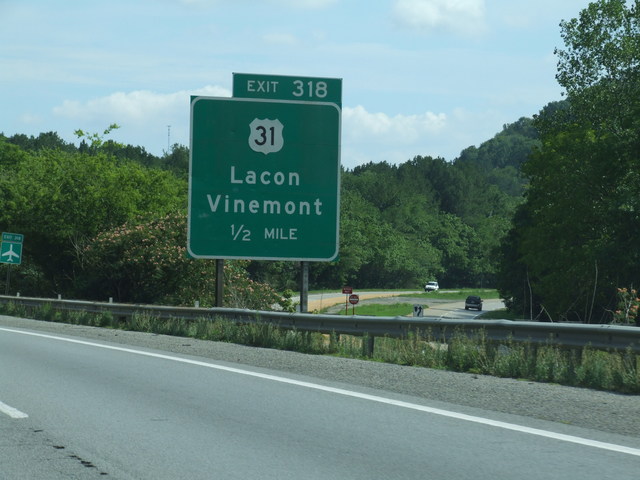 EXIT 318
31
Lacon
Vinemont
1/2 MILE